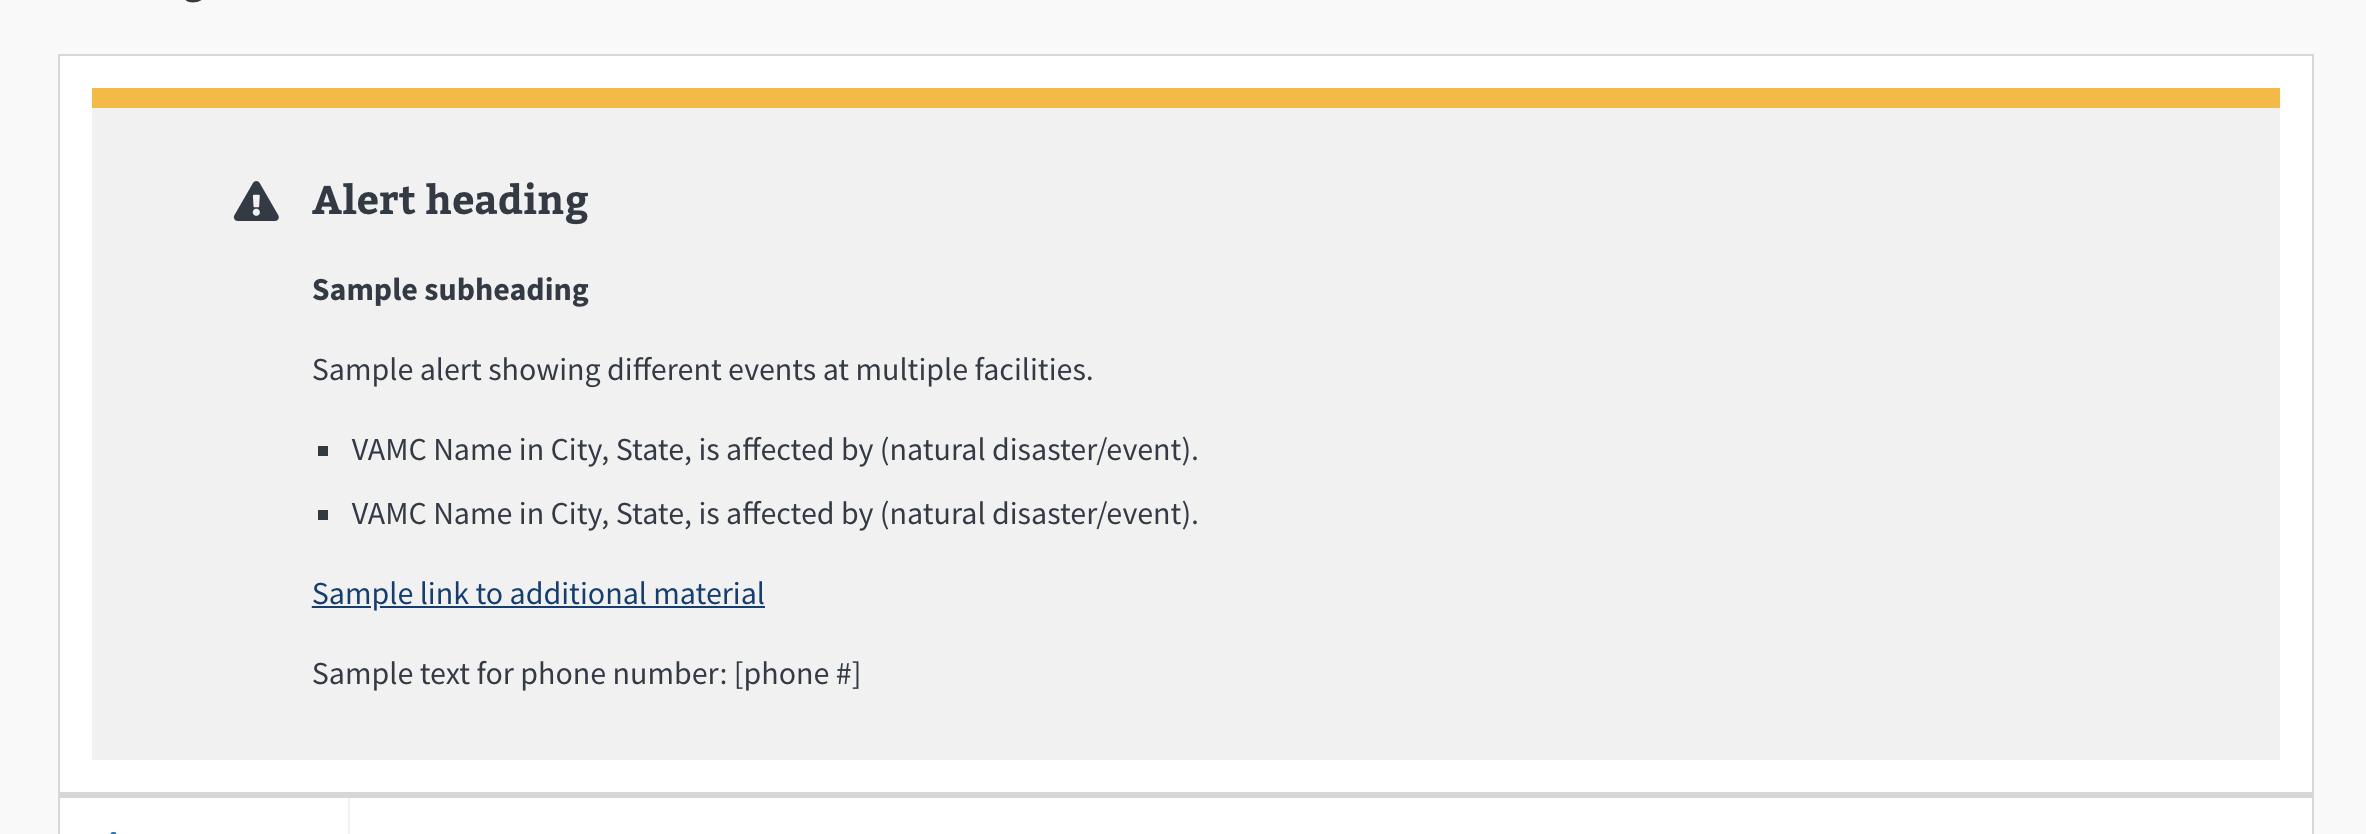 Alert heading
Sample subheading
Sample alert showing different events at multiple facilities.
▪ VAMC Name in City, State, is affected by (natural disaster/event).
▪ VAMC Name in City, State, is affected by (natural disaster/event).
Sample link to additional material
Sample text for phone number: [phone #]